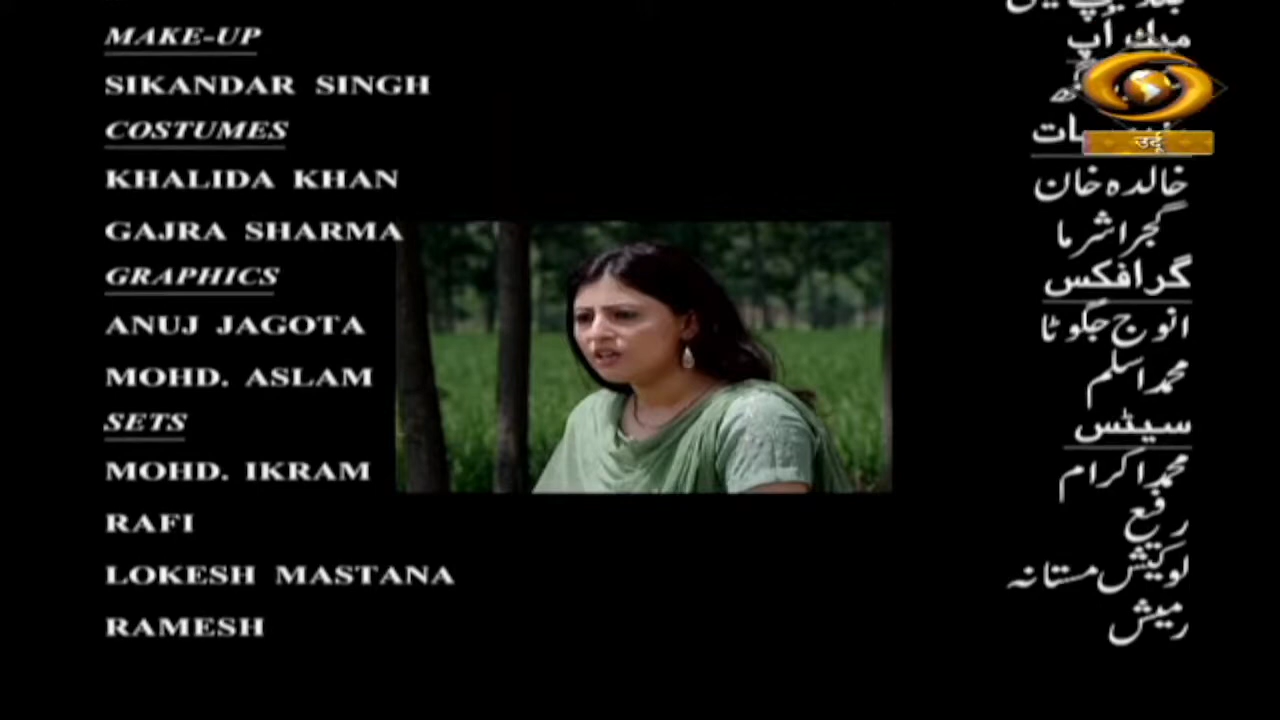 MAKE-UP
میک اَپ
SIKANDAR SINGH
COSTUMES
KHALIDA KHAN
خالدہ خان
GAJRA SHARMA
گجرا شرما
GRAPHICS
گرافکس
ANUJ JAGOTA
انوج جگوٹا
MOHD. ASLAM
محمد اسلم
SETS
سیٹس
MOHD. IKRAM
محمد اکرام
RAFI
رفیع
LOKESH MASTANA
لوکیش مستانہ
RAMESH
رمیش
उर्दू